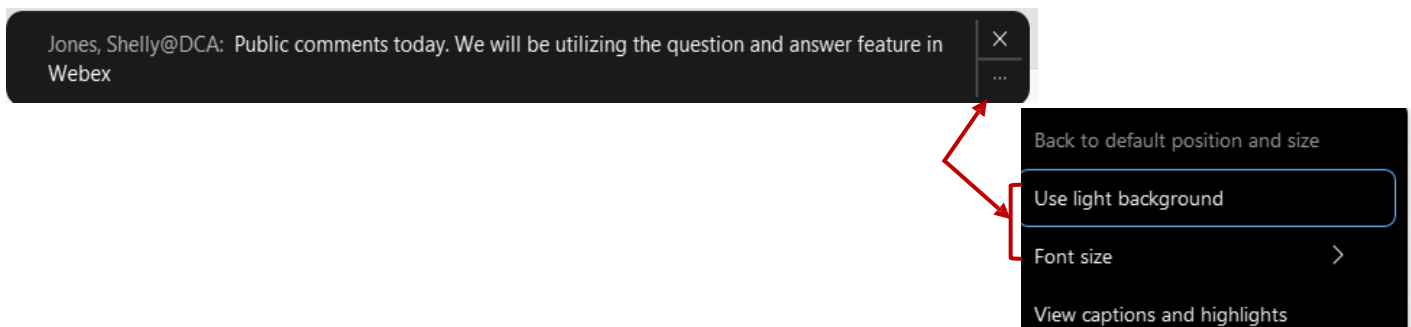 Jones, Shelly@DCA: Public comments today. We will be utilizing the question and answer feature in
Webex
Back to default position and size
Use light background
Font size
View captions and highlights